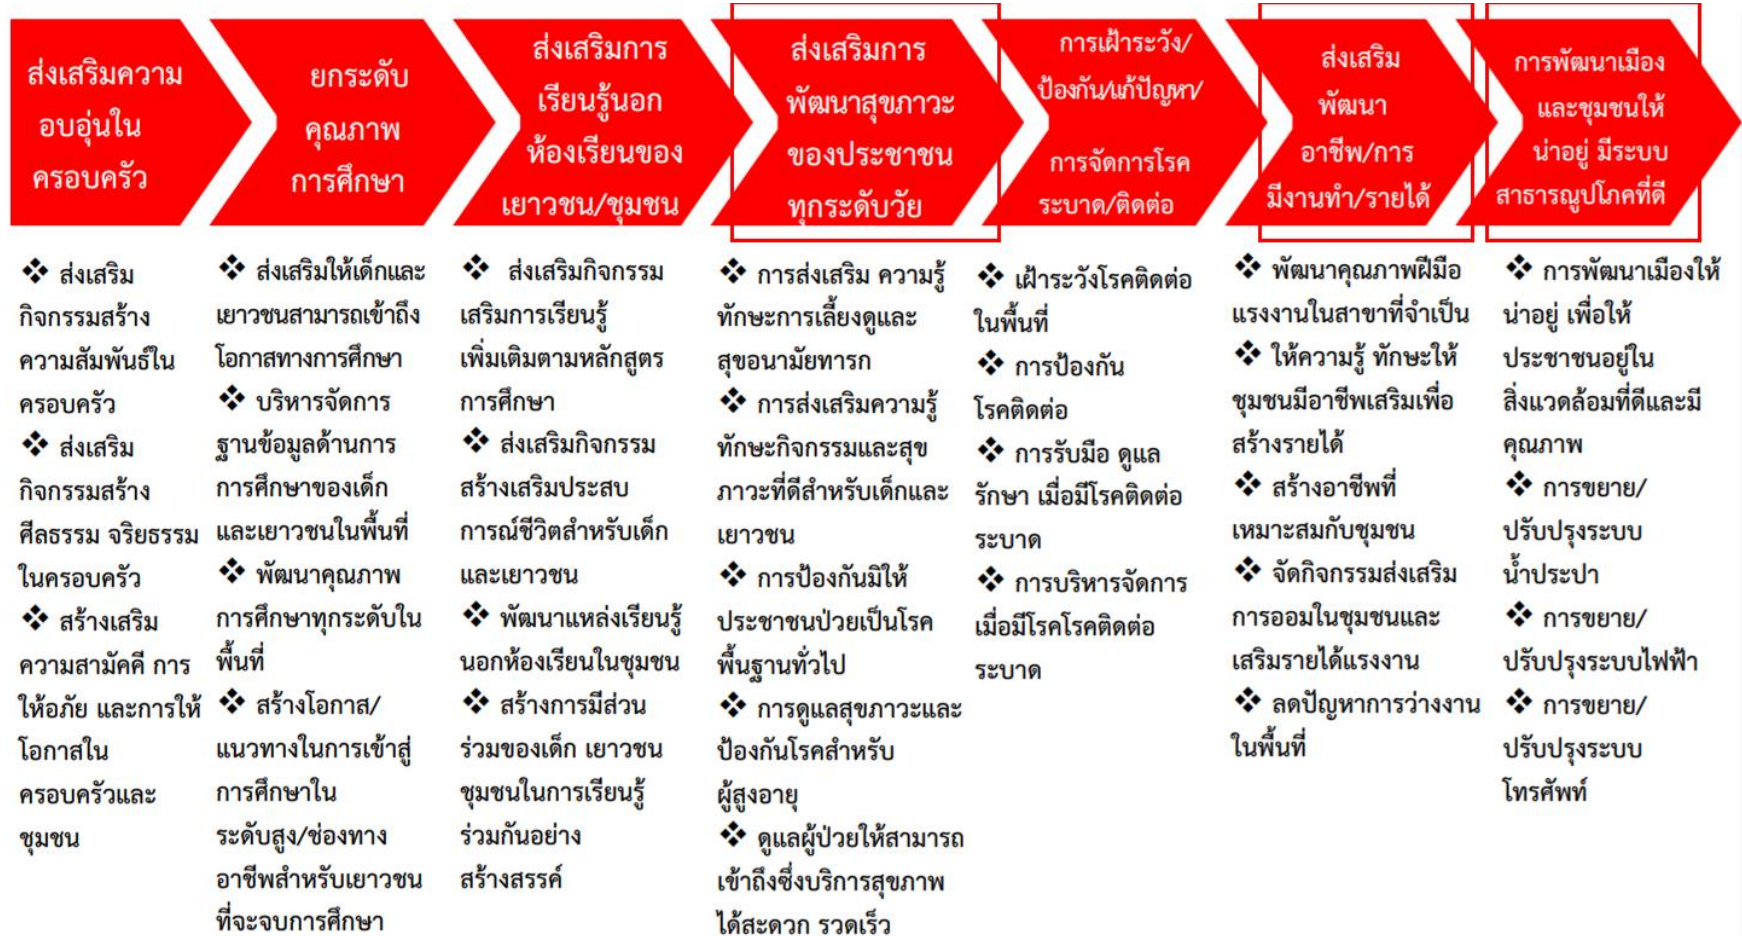 ส่งเสริมความ
อบอุ่นใน
ครอบครัว
ยกระดับ
คุณภาพ
การศึกษา
ส่งเสริมการ
เรียนรู้นอก
ห้องเรียนของ
เยาวชน/ชุมชน
ส่งเสริมการ
พัฒนาสุขภาวะ
ของประชาชน
ทุกระดับวัย
การเฝ้าระวัง/
ป้องกัน/แก้ปัญหา/
การจัดการโรค
ระบาด/ติดต่อ
ส่งเสริม
พัฒนา
อาชีพ/การ
มีงานทำ/รายได้
การพัฒนาเมือง
และชุมชนให้
น่าอยู่ มีระบบ
สาธารณูปโภคที่ดี
❖ ส่งเสริม
กิจกรรมสร้าง
ความสัมพันธ์ใน
ครอบครัว
❖ ส่งเสริม
กิจกรรมสร้าง
ศีลธรรม จริยธรรม
ในครอบครัว
❖ สร้างเสริม
ความสามัคคี การ
ให้อภัย และการให้
โอกาสใน
ครอบครัวและ
ชุมชน
❖ ส่งเสริมให้เด็กและ
เยาวชนสามารถเข้าถึง
โอกาสทางการศึกษา
❖ บริหารจัดการ
ฐานข้อมูลด้านการ
การศึกษาของเด็ก
และเยาวชนในพื้นที่
❖ พัฒนาคุณภาพ
การศึกษาทุกระดับใน
พื้นที่
❖ สร้างโอกาส/
แนวทางในการเข้าสู่
การศึกษาใน
ระดับสูง/ช่องทาง
อาชีพสำหรับเยาวชน
ที่จะจบการศึกษา
❖ ส่งเสริมกิจกรรม
เสริมการเรียนรู้
เพิ่มเติมตามหลักสูตร
การศึกษา
❖ ส่งเสริมกิจกรรม
สร้างเสริมประสบ
การณ์ชีวิตสำหรับเด็ก
และเยาวชน
❖ พัฒนาแหล่งเรียนรู้
นอกห้องเรียนในชุมชน
❖ สร้างการมีส่วน
ร่วมของเด็ก เยาวชน
ชุมชนในการเรียนรู้
ร่วมกันอย่าง
สร้างสรรค์
❖ การส่งเสริม ความรู้
ทักษะการเลี้ยงดูและ
สุขอนามัยทารก
❖ การส่งเสริมความรู้
ทักษะกิจกรรมและสุข
ภาวะที่ดีสำหรับเด็กและ
เยาวชน
❖ การป้องกันมิให้
ประชาชนป่วยเป็นโรค
พื้นฐานทั่วไป
❖ การดูแลสุขภาวะและ
ป้องกันโรคสำหรับ
ผู้สูงอายุ
❖ ดูแลผู้ป่วยให้สามารถ
เข้าถึงซึ่งบริการสุขภาพ
ได้สะดวก รวดเร็ว
❖ เฝ้าระวังโรคติดต่อ
ในพื้นที่
❖ การป้องกัน
โรคติดต่อ
❖ การรับมือ ดูแล
รักษา เมื่อมีโรคติดต่อ
ระบาด
❖ การบริหารจัดการ
เมื่อมีโรคโรคติดต่อ
ระบาด
❖ พัฒนาคุณภาพฝีมือ
แรงงานในสาขาที่จำเป็น
❖ ให้ความรู้ ทักษะให้
ชุมชนมีอาชีพเสริมเพื่อ
สร้างรายได้
❖ สร้างอาชีพที่
เหมาะสมกับชุมชน
❖ จัดกิจกรรมส่งเสริม
การออมในชุมชนและ
เสริมรายได้แรงงาน
❖ ลดปัญหาการว่างงาน
ในพื้นที่
❖ การพัฒนาเมืองให้
น่าอยู่ เพื่อให้
ประชาชนอยู่ใน
สิ่งแวดล้อมที่ดีและมี
คุณภาพ
❖ การขยาย/
ปรับปรุงระบบ
น้ำประปา
❖ การขยาย/
ปรับปรุงระบบไฟฟ้า
❖ การขยาย/
ปรับปรุงระบบ
โทรศัพท์